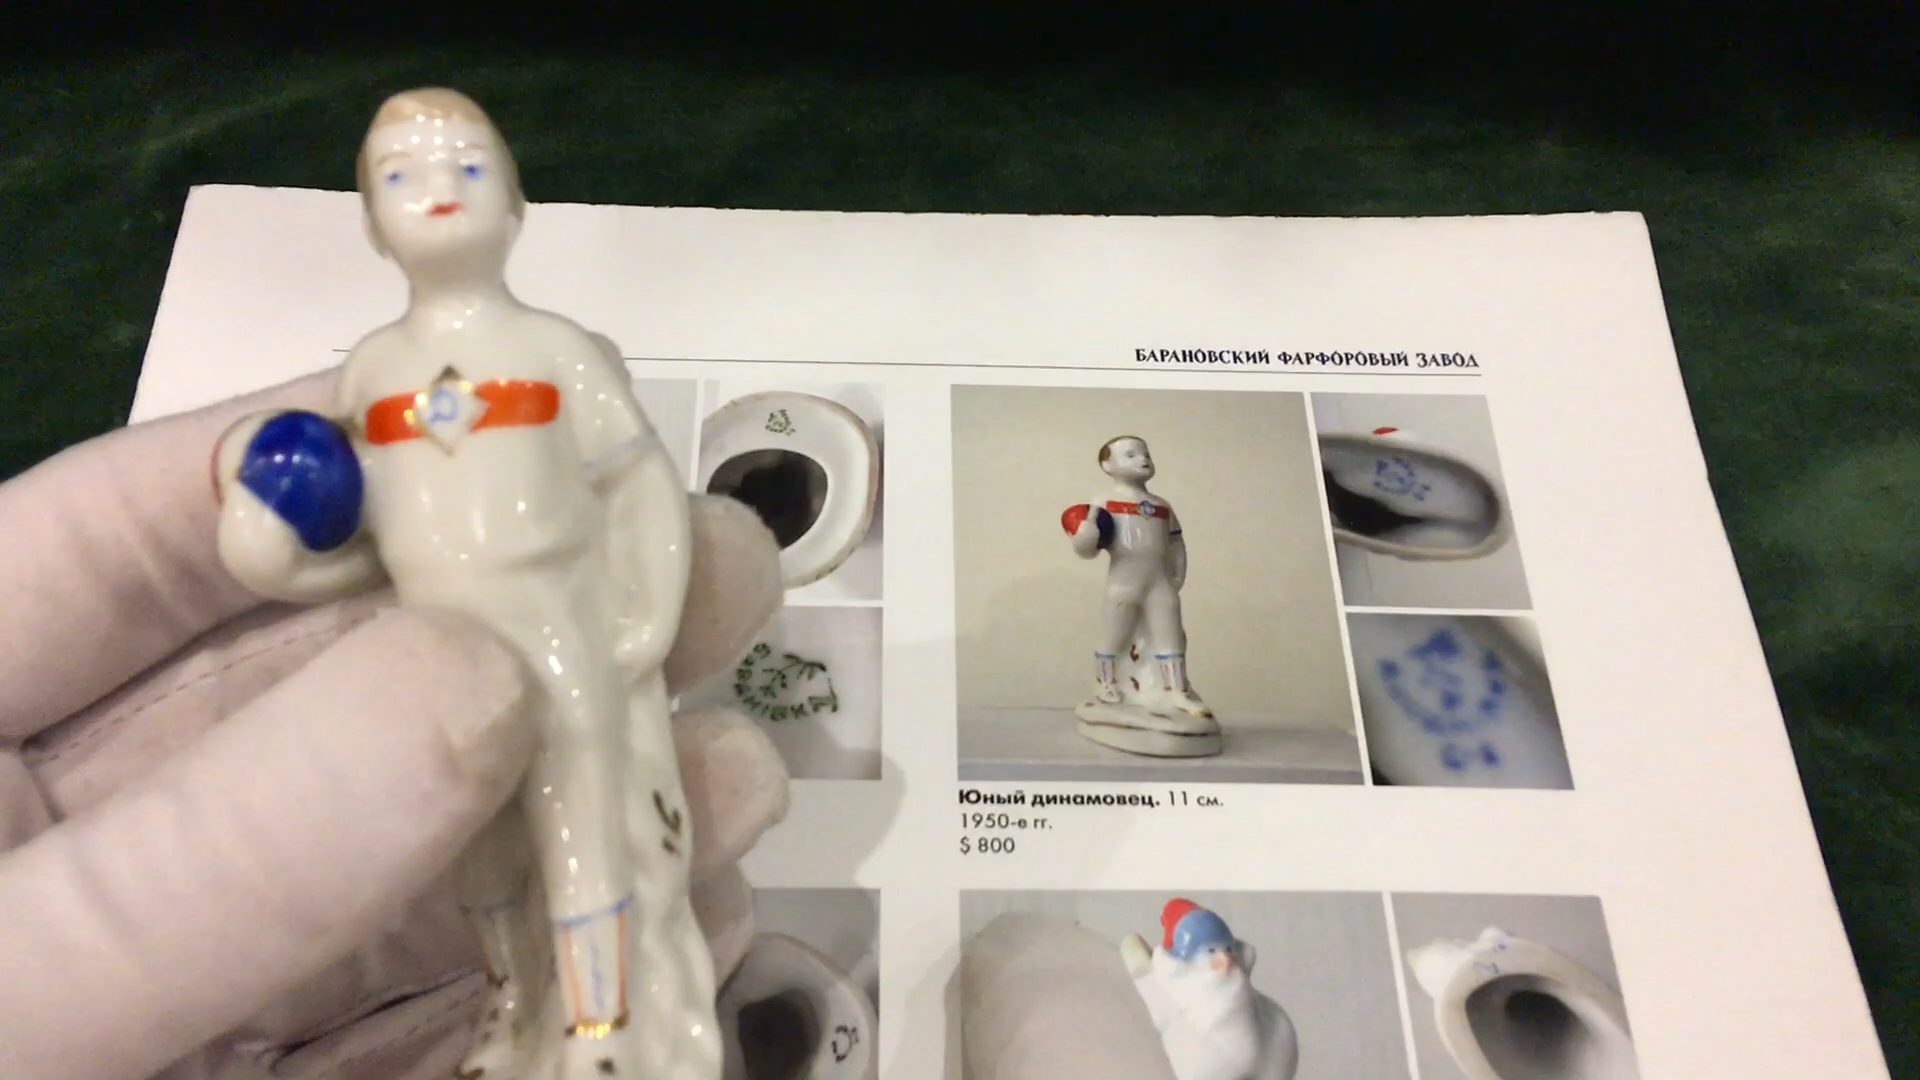 БАРАНОВСКИЙ ФАРФОРОВЫЙ ЗАВОД
Юный динамовец. 11 см.
1950-е гг.
$ 800